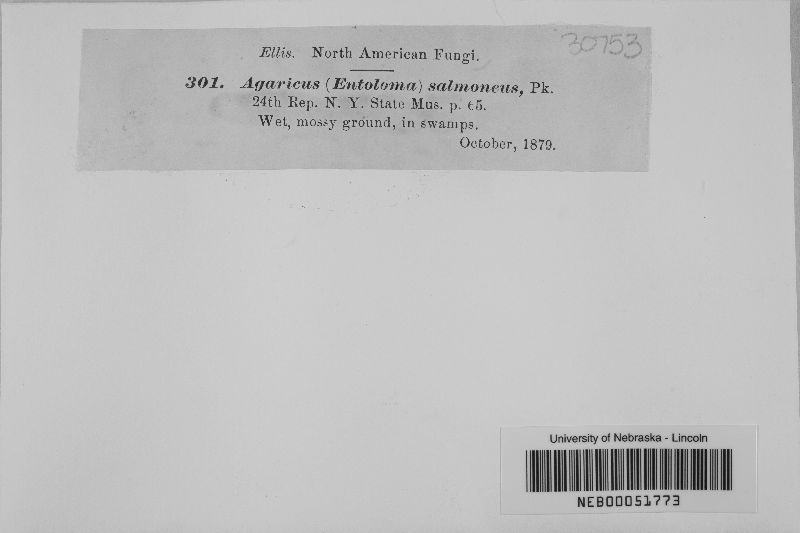 30753
Ellis. North American Fungi.
301. Agaricus (Entoloma) salmoneus, Pk.
24th Rep. N. Y. State Mus. p. 65.
Wet, mossy ground, in swamps.
October, 1879.
University of Nebraska - Lincoln
NEB00051773